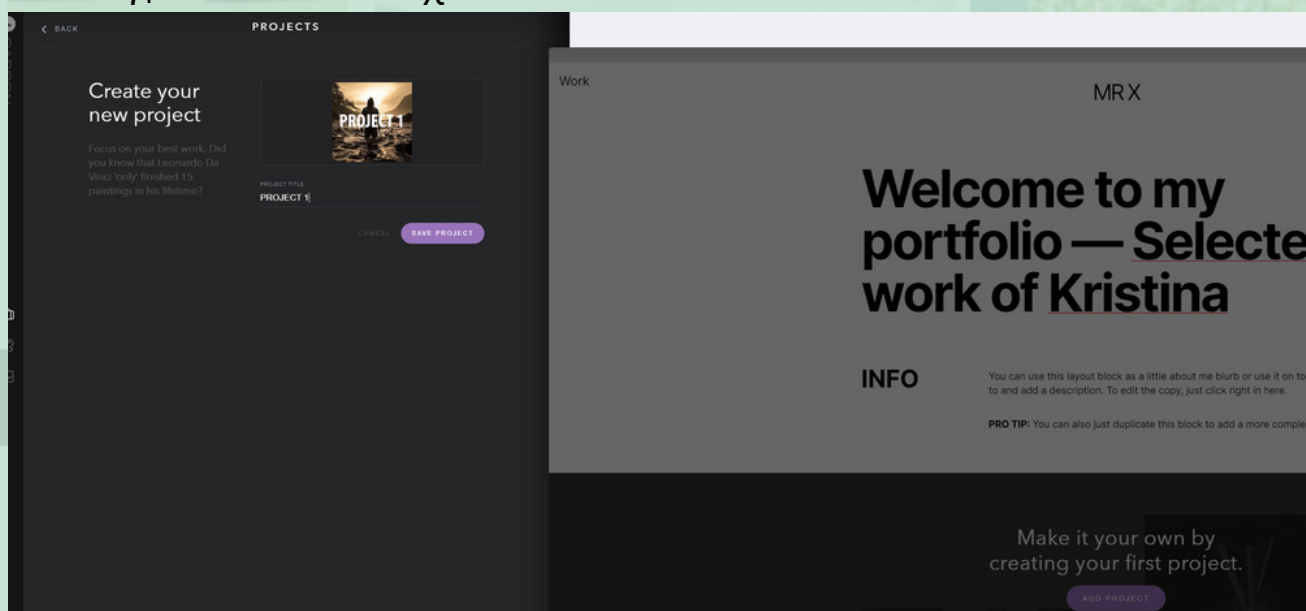 BACK
PROJECTS
Create your
new project
Focus on your best work. Did
you know that Leonardo Da
Vinci 'only' finished 15
paintings in his lifetime?
PROJECT 1
PROJECT TITLE
PROJECT 1
CANCEL
SAVE PROJECT
Work
MR X
Welcome to my
portfolio — Selecte
work of Kristina
INFO
You can use this layout block as a little about me blurb or use it on to
to and add a description. To edit the copy, just click right in here.
PRO TIP: You can also just duplicate this block to add a more comple
Make it your own by
creating your first project.
ADD PROJECT